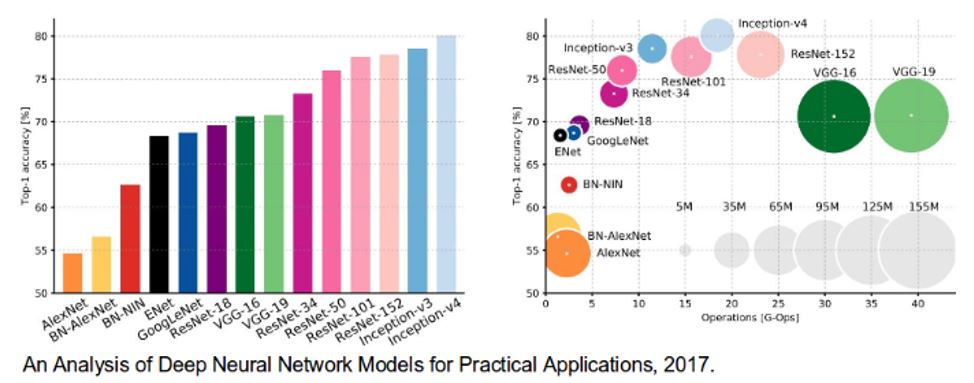 Top-1 accuracy [%]
80
75
70
65
60
55
50
AlexNet
BN-AlexNet
BN-NIN
ENet
GoogLeNet
ResNet-18
VGG-16
VGG-19
ResNet-34
ResNet-50
ResNet-101
ResNet-152
Inception-v3
Inception-v4
Top-1 accuracy [%]
80
75
70
65
60
55
50
Inception-v4
Inception-v3
ResNet-152
ResNet-50
ResNet-101
VGG-16
VGG-19
ResNet-34
ResNet-18
GoogLeNet
ENet
BN-NIN
5M 35M 65M 95M 125M 155M
BN-AlexNet
AlexNet
0 5 10 15 20 25 30 35 40
Operations [G-Ops]
An Analysis of Deep Neural Network Models for Practical Applications, 2017.